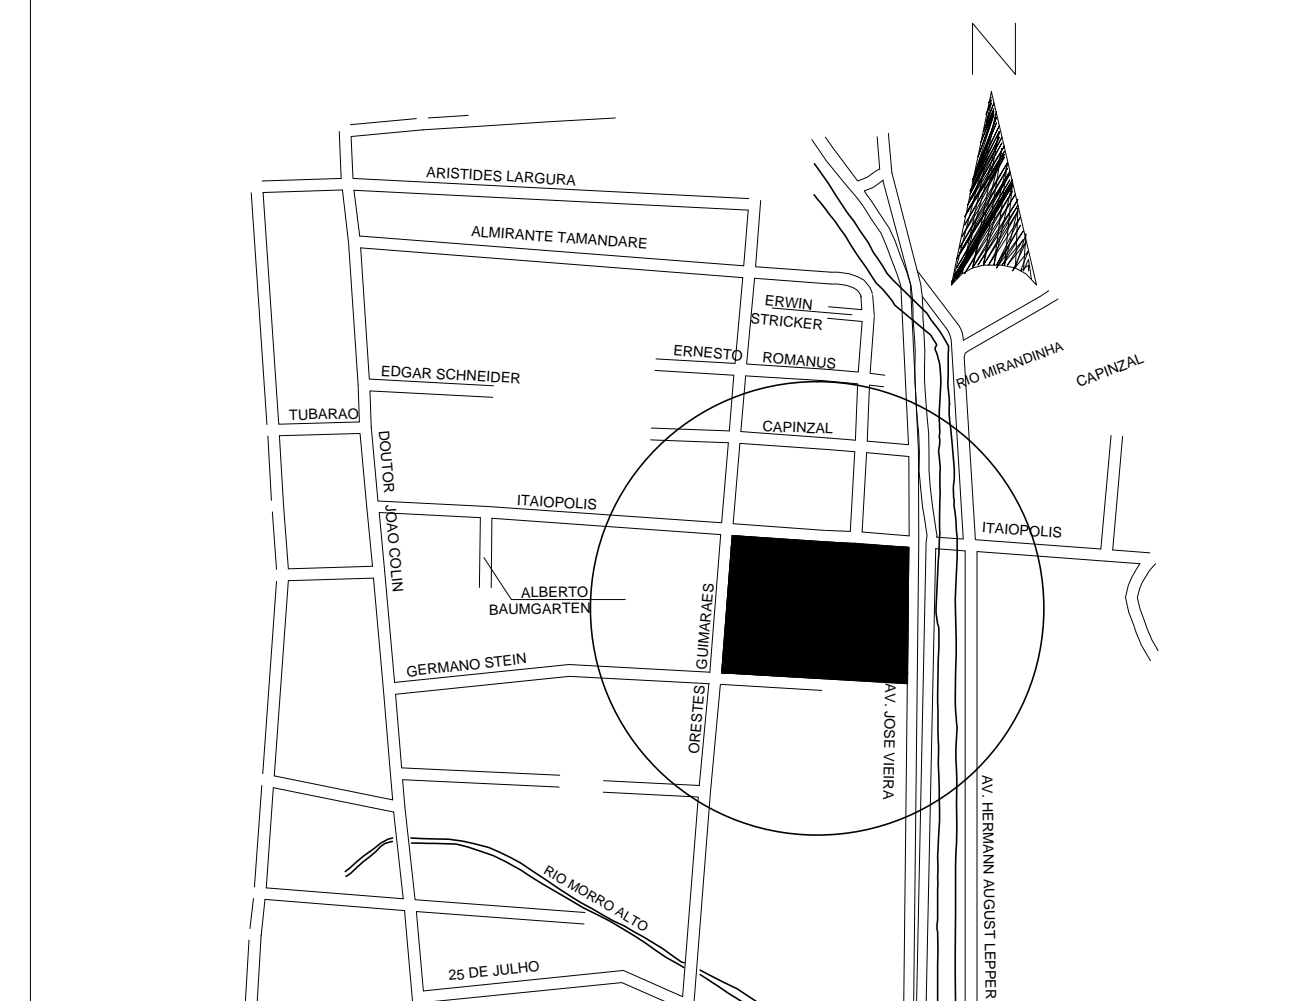 N
ARISTIDES LARGURA
ALMIRANTE TAMANDARE
ERWIN
STRICKER
ERNESTO ROMANUS
RIO MIRANDINHA
CAPINZAL
EDGAR SCHNEIDER
TUBARAO
CAPINZAL
DOUTOR JOAO COLIN
ITAIOPOLIS
ITAIOPOLIS
ALBERTO
BAUMGARTEN
GUIMARAES
GERMANO STEIN
ORESTES
AV. JOSE VIEIRA
AV. HERMANN AUGUST LEPPER
RIO MORRO ALTO
25 DE JULHO